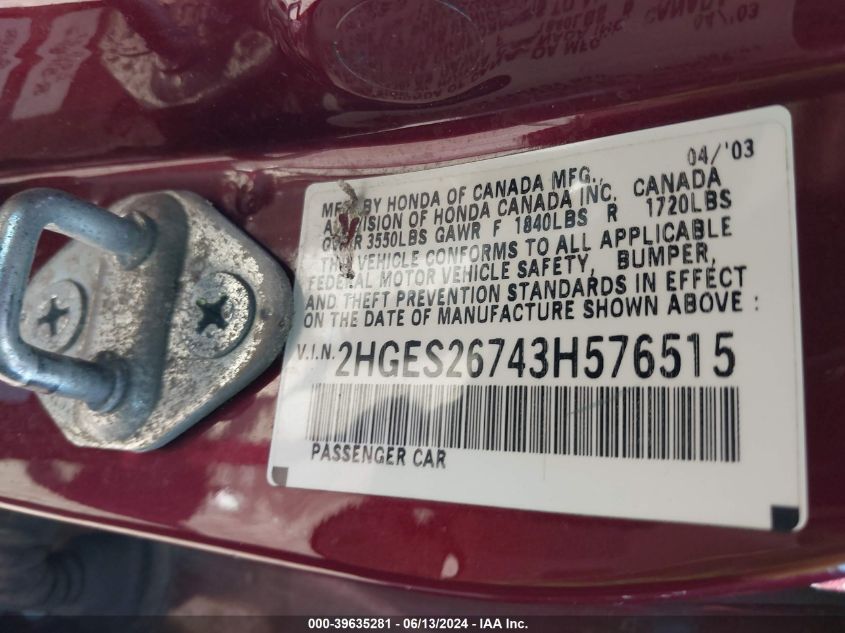 04/'03
MFD BY HONDA OF CANADA MFG.,
A DIVISION OF HONDA CANADA INC, CANADA
GVWR 3550LBS GAWR F 1840LBS R 1720LBS
THIS VEHICLE CONFORMS TO ALL APPLICABLE
FEDERAL MOTOR VEHICLE SAFETY, BUMPER,
AND THEFT PREVENTION STANDARDS IN EFFECT
ON THE DATE OF MANUFACTURE SHOWN ABOVE :
V.I.N. 2HGES26743H576515
PASSENGER CAR
000-39635281 - 06/13/2024 - IAA Inc.